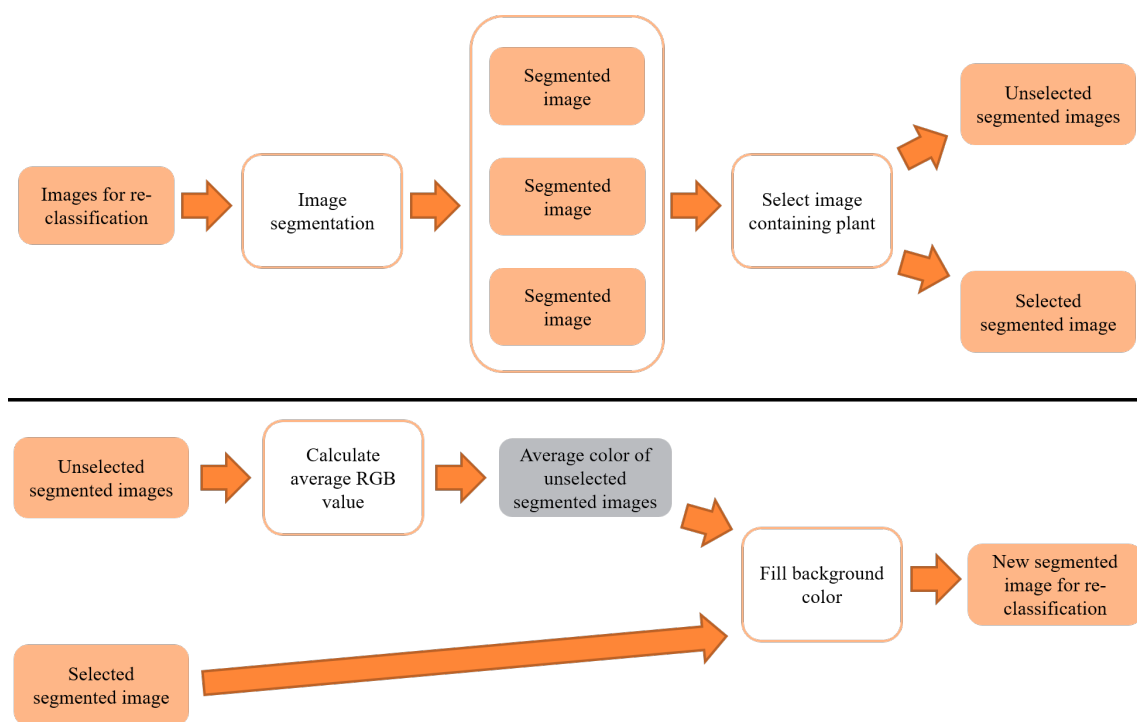 Images for re-
classification
Image
segmentation
Segmented
image
Segmented
image
Segmented
image
Select image
containing plant
Unselected
segmented images
Selected
segmented image
Unselected
segmented images
Calculate
average RGB
value
Average color of
unselected
segmented images
Selected
segmented image
Fill background
color
New segmented
image for re-
classification